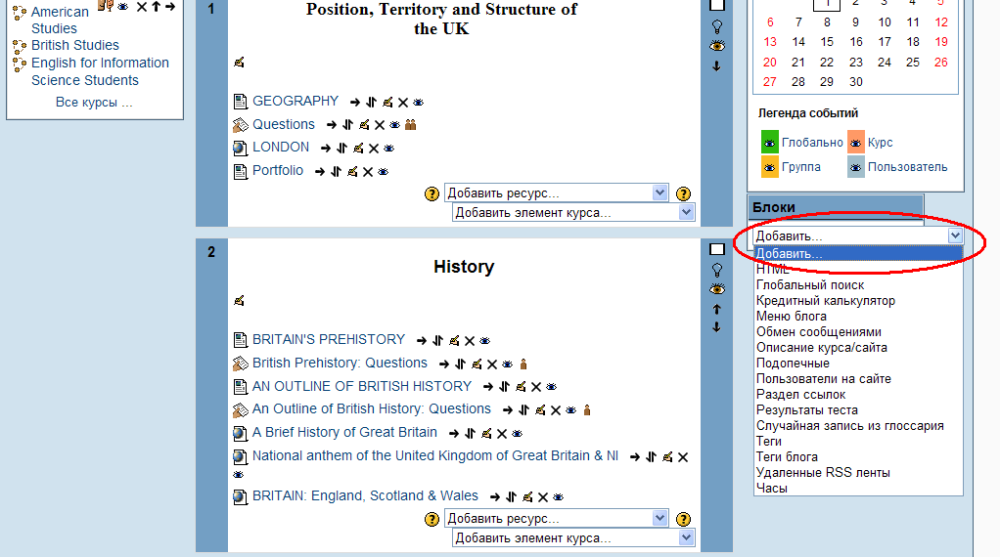 American
Studies
British Studies
English for Information
Science Students
Все курсы ...
1
Position, Territory and Structure of
the UK
GEOGRAPHY
Questions
LONDON
Portfolio
Добавить ресурс...
Добавить элемент курса...
2
History
BRITAIN'S PREHISTORY
British Prehistory: Questions
AN OUTLINE OF BRITISH HISTORY
An Outline of British History: Questions
A Brief History of Great Britain
National anthem of the United Kingdom of Great Britain & NI
BRITAIN: England, Scotland & Wales
Добавить ресурс...
Добавить элемент курса...
1 2 3 4 5
6 7 8 9 10 11 12
13 14 15 16 17 18 19
20 21 22 23 24 25 26
27 28 29 30
Легенда событий
Глобально Курс
Группа Пользователь
Блоки
Добавить...
Добавить...
HTML
Глобальный поиск
Кредитный калькулятор
Меню блога
Обмен сообщениями
Описание курса/сайта
Подопечные
Пользователи на сайте
Раздел ссылок
Результаты теста
Случайная запись из глоссария
Теги
Теги блога
Удаленные RSS ленты
Часы